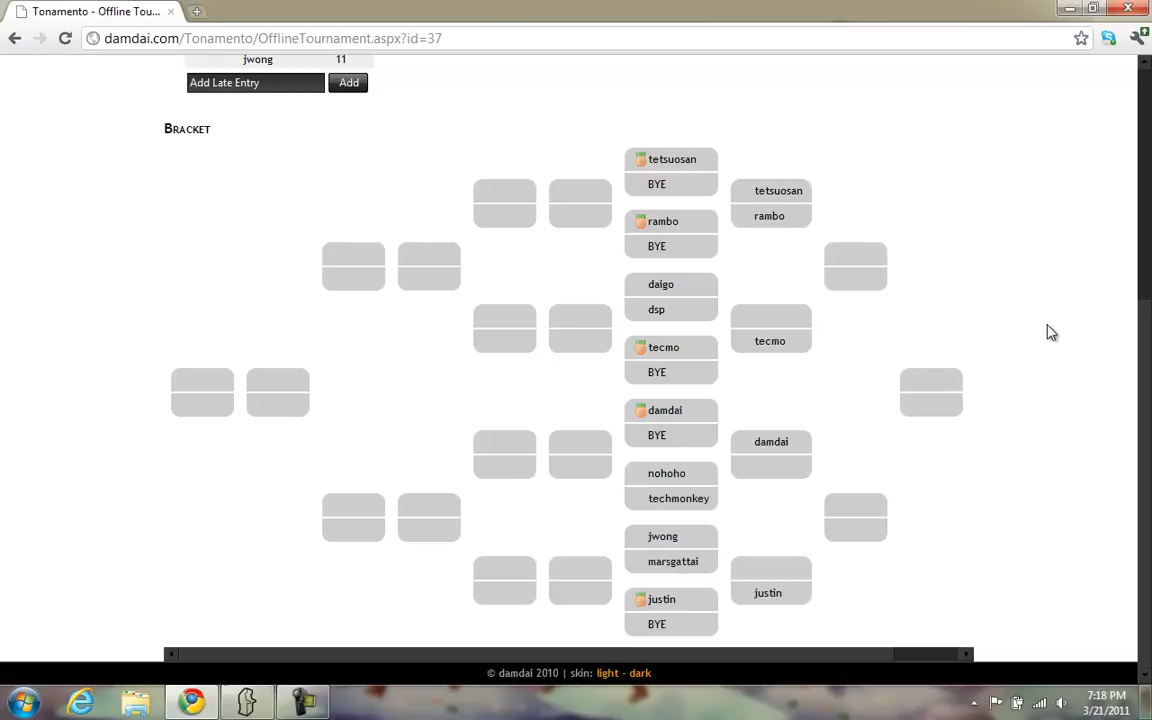 Tonamento - Offline Tou...
damdai.com/Tonamento/OfflineTournament.aspx?id=37
jwong 11
Add Late Entry Add
Bracket
tetsuosan
BYE
tetsuosan
rambo
rambo
BYE
daigo
dsp
tecmo
tecmo
BYE
damdai
BYE
damdai
nohoho
techmonkey
jwong
marsgattai
justin
justin
BYE
© damdai 2010 | skin: light - dark
7:18 PM
3/21/2011